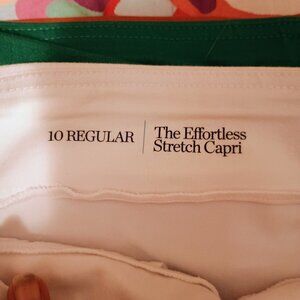 10 REGULAR
The Effortless
Stretch Capri